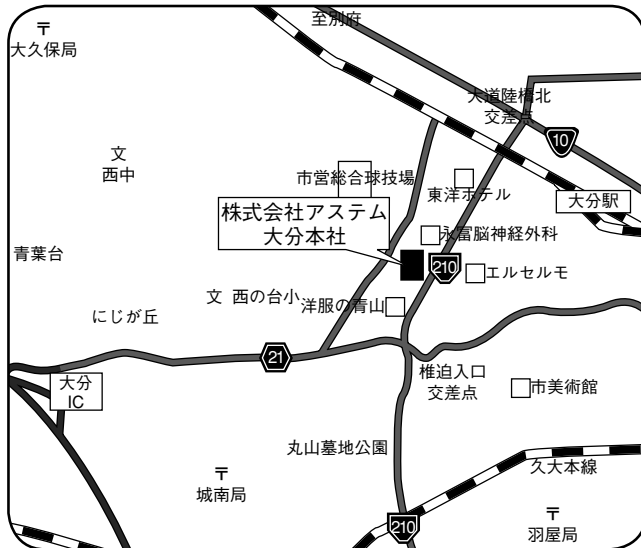 至別府
〒
大久保局
大道陸橋北
交差点
10
文
西中
市営総合球技場
東洋ホテル
大分駅
株式会社アステム
大分本社
永冨脳神経外科
青葉台
210
エルセルモ
文 西の台小
洋服の青山
にじが丘
21
大分
IC
椎迫入口
交差点
市美術館
丸山墓地公園
久大本線
〒
城南局
210
〒
羽屋局